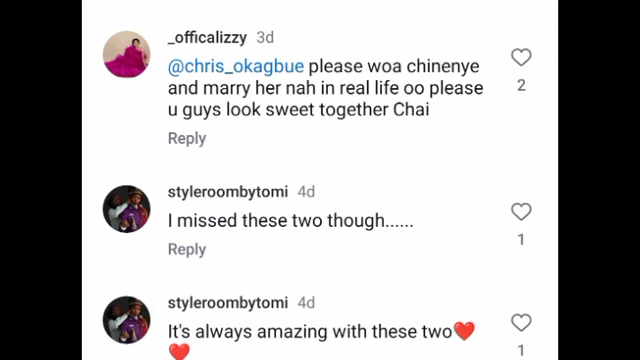 _officalizzy 3d
@chris_okagbue please woa chinenye
and marry her nah in real life oo please
u guys look sweet together Chai
2
Reply
styleroombytomi 4d
I missed these two though......
1
Reply
styleroombytomi 4d
It's always amazing with these two❤️
❤️
1